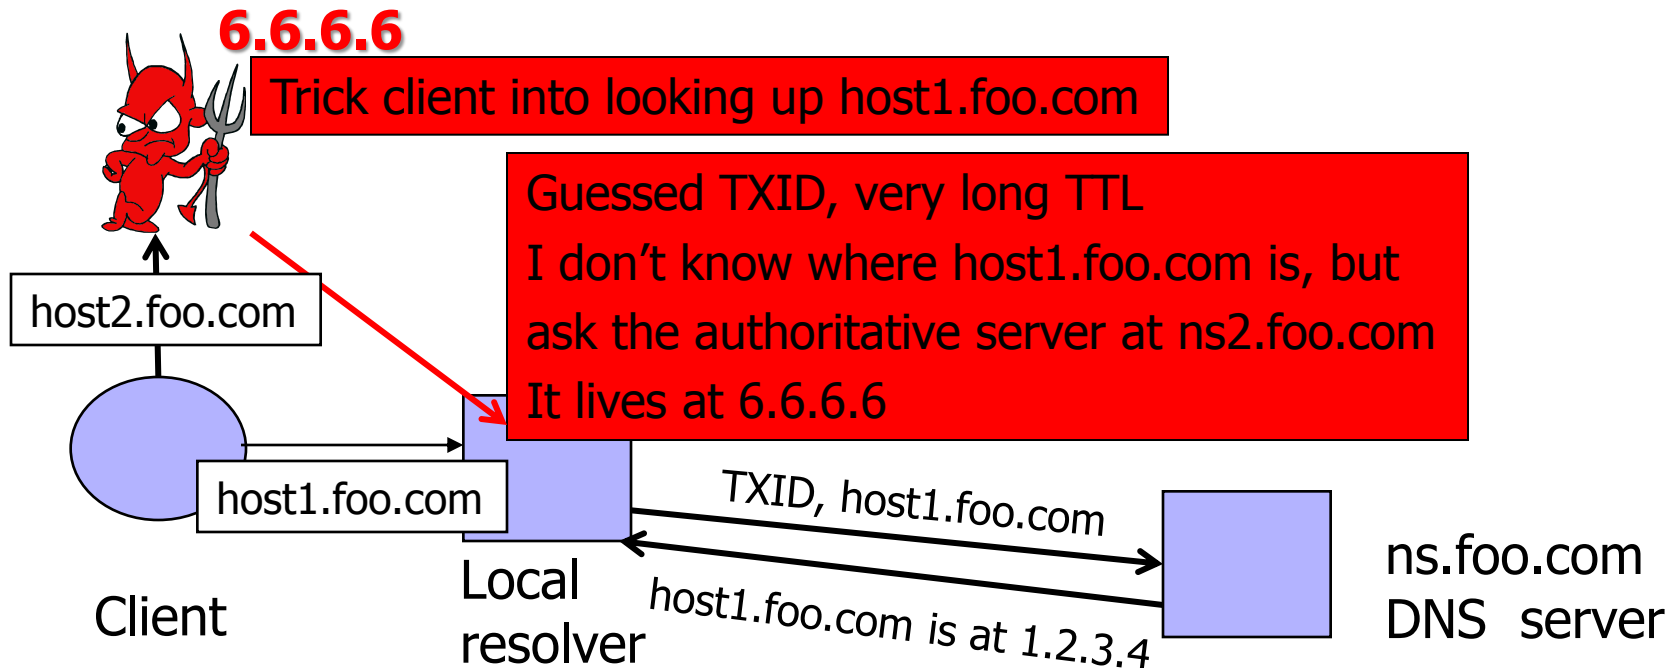 6.6.6.6
Trick client into looking up host1.foo.com
Guessed TXID, very long TTL
I don’t know where host1.foo.com is, but
ask the authoritative server at ns2.foo.com
It lives at 6.6.6.6
host2.foo.com
host1.foo.com
TXID, host1.foo.com
host1.foo.com is at 1.2.3.4
Client
Local
resolver
ns.foo.com
DNS server